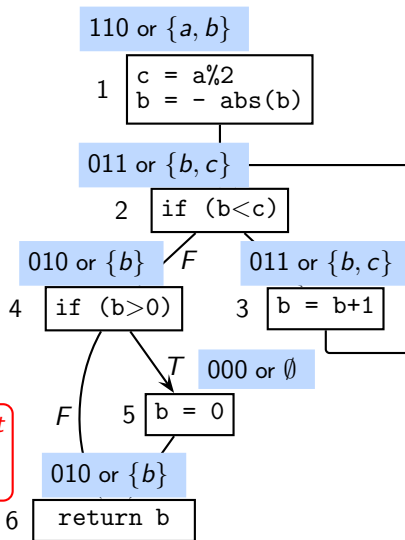 110 or {a, b}
1
c = a%2
b = - abs(b)
011 or {b, c}
2
if (b<c)
F
010 or {b}
011 or {b, c}
4
if (b>0)
3
b = b+1
T
000 or ∅
F
5
b = 0
t
010 or {b}
6
return b